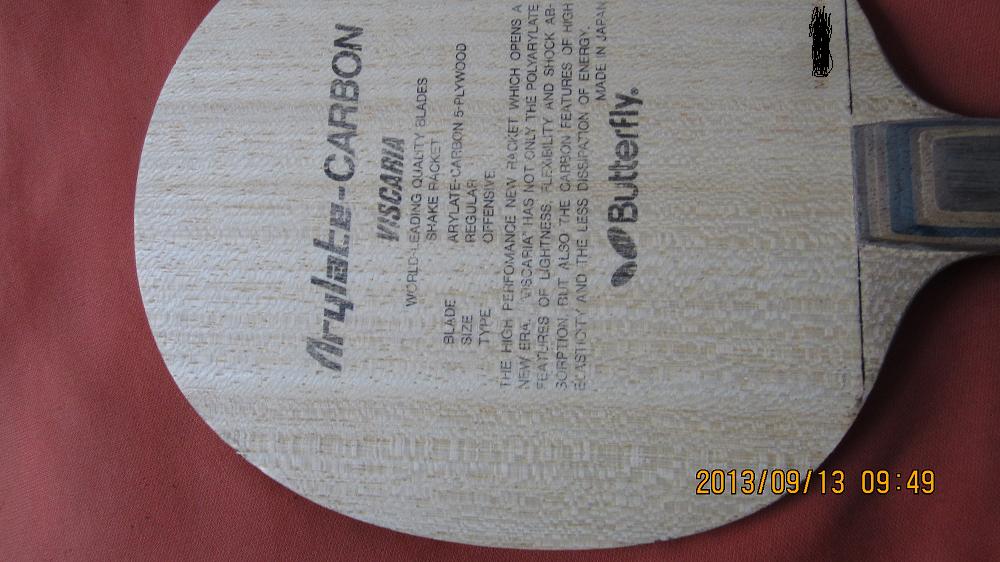 Arylate-CARBON
VISCARIA
WORLD-LEADING QUALITY BLADES
SHAKE RACKET
BLADE ARYLATE-CARBON 5-PLYWOOD
SIZE REGULAR
TYPE OFFENSIVE
THE HIGH PERFOMANCE NEW RACKET WHICH OPENS A
NEW ERA. "VISCARIA" HAS NOT ONLY THE POLYARYLATE
FEATURES OF LIGHTNESS, FLEXIBILITY AND SHOCK AB-
SORPTION, BUT ALSO THE CARBON FEATURES OF HIGH
ELASTICITY AND THE LESS DISSIPATION OF ENERGY.
MADE IN JAPAN
Butterfly®
2013/09/13 09:49